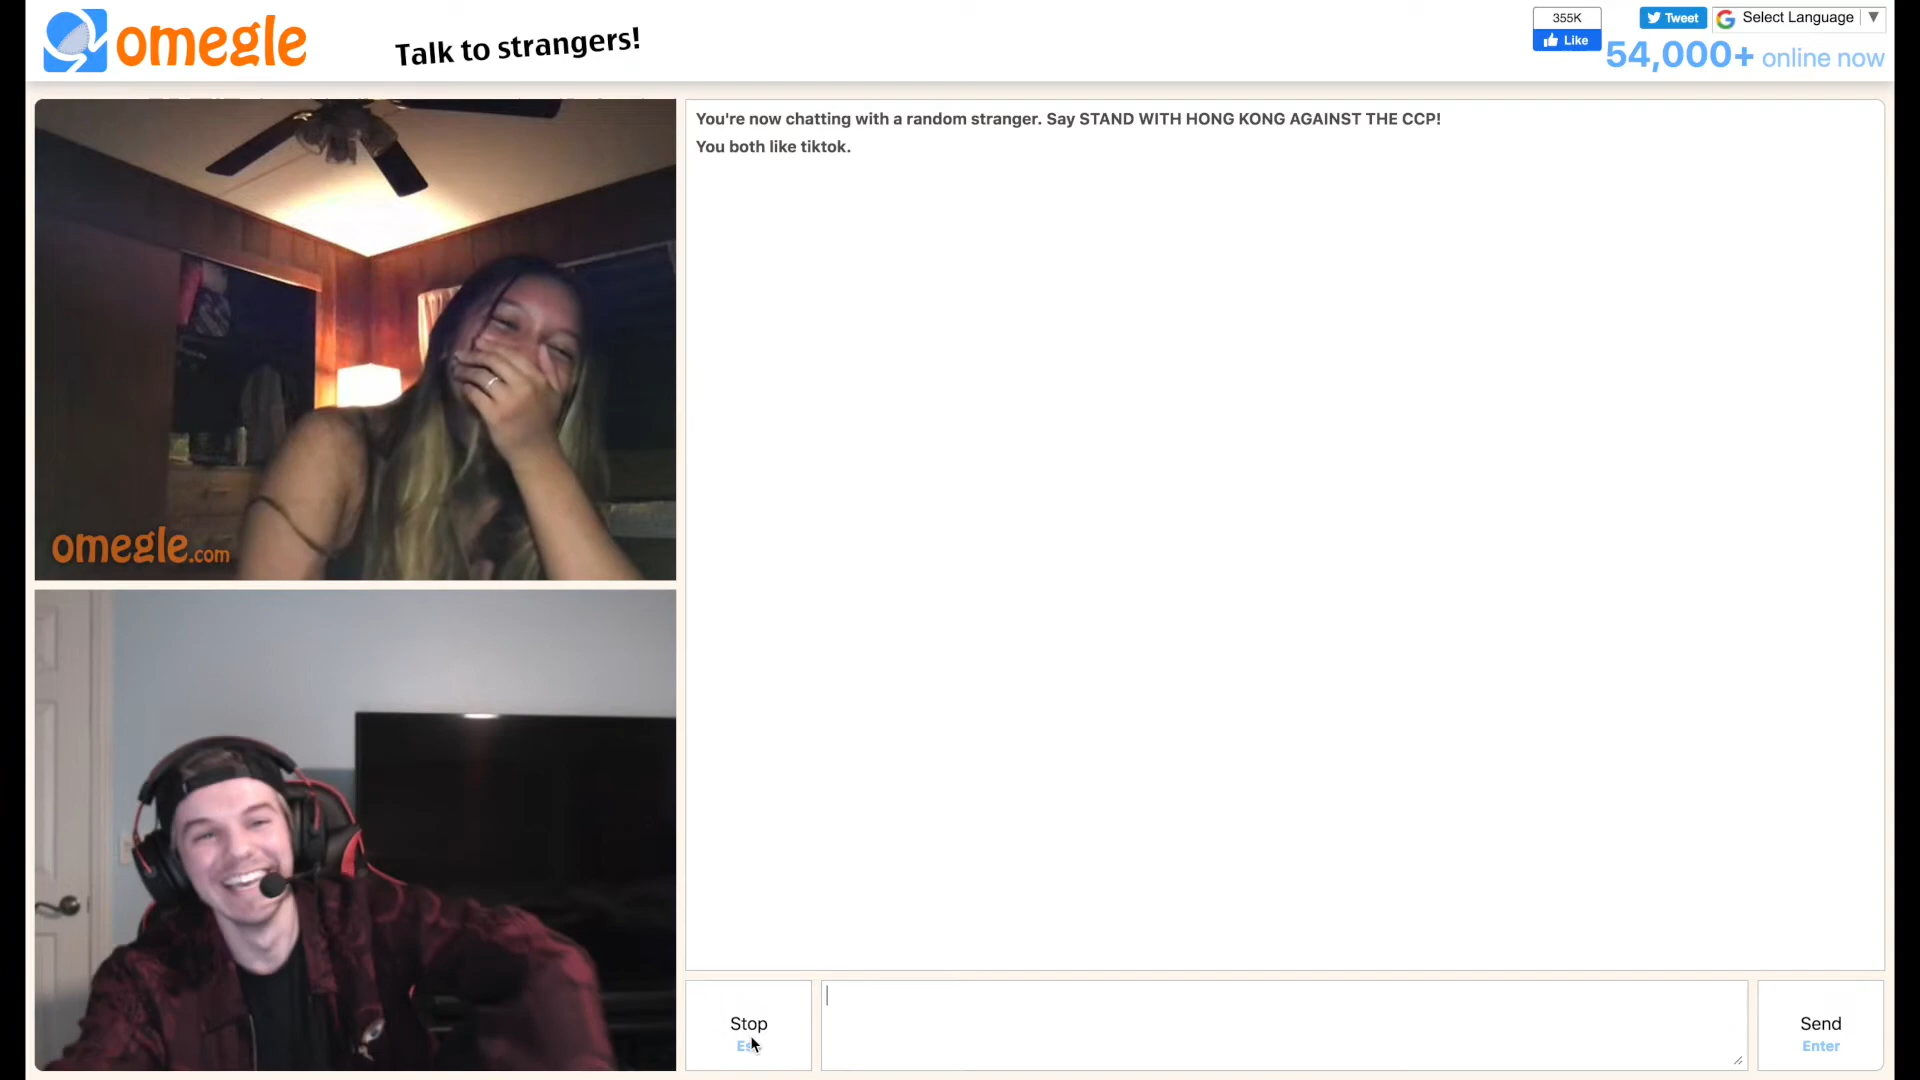 omegle
Talk to strangers!
355K
Like
Tweet
Select Language
54,000+ online now
You're now chatting with a random stranger. Say STAND WITH HONG KONG AGAINST THE CCP!
You both like tiktok.
omegle.com
Stop
Send
Enter